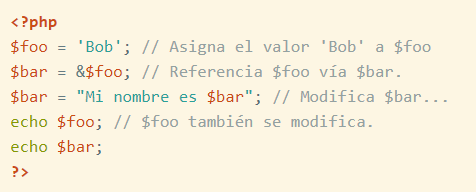 <?php
$foo = 'Bob'; // Asigna el valor 'Bob' a $foo
$bar = &$foo; // Referencia $foo vía $bar.
$bar = "Mi nombre es $bar"; // Modifica $bar...
echo $foo; // $foo también se modifica.
echo $bar;
?>